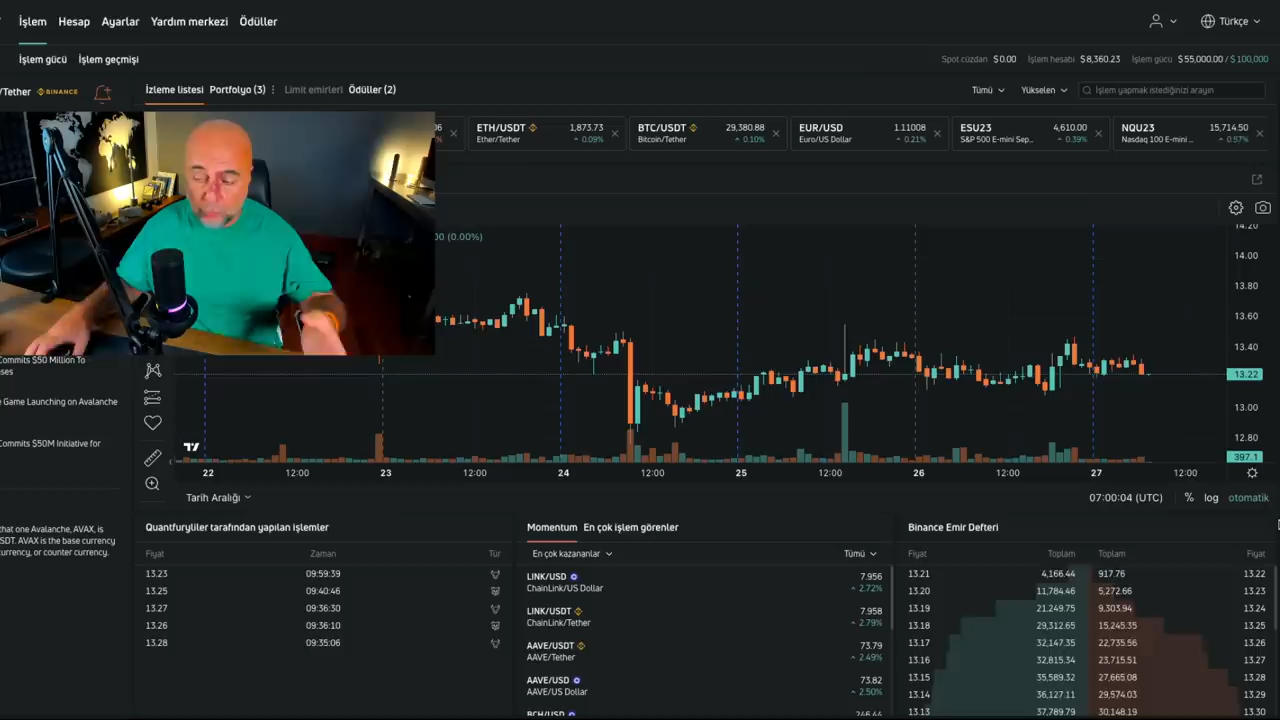 İşlem Hesap Ayarlar Yardım merkezi Ödüller
Türkçe
İşlem gücü İşlem geçmişi
Spot cüzdan $0.00 İşlem hesabı $8,360.23 İşlem gücü $55,000.00 / $100,000
/Tether BINANCE
İzleme listesi Portfolyo (3) Limit emirleri Ödüller (2)
Tümü Yükselen İşlem yapmak istediğinizi arayın
ETH/USDT 1,873.73
Ether/Tether 0.09%
BTC/USDT 29,380.88
Bitcoin/Tether 0.10%
EUR/USD 1.11008
Euro/US Dollar 0.21%
ESU23 4,610.00
S&P 500 E-mini Sep... 0.39%
NQU23 15,714.50
Nasdaq 100 E-mini ... 0.57%
00 (0.00%)
14.20
14.00
13.80
13.60
13.40
13.22
13.00
12.80
397.1
Commits $50 Million To
ses
e Game Launching on Avalanche
Commits $50M Initiative for
22 12:00 23 12:00 24 12:00 25 12:00 26 12:00 27 12:00
Tarih Aralığı
07:00:04 (UTC) % log otomatik
that one Avalanche, AVAX, is
SDT. AVAX is the base currency
currency, or counter currency.
Quantfuryliler tarafından yapılan işlemler
Fiyat Zaman Tür
13.23 09:59:39
13.25 09:40:46
13.27 09:36:30
13.26 09:36:10
13.28 09:35:06
Momentum En çok işlem görenler
En çok kazananlar Tümü
LINK/USD 7.956
ChainLink/US Dollar 2.72%
LINK/USDT 7.958
ChainLink/Tether 2.79%
AAVE/USDT 73.79
AAVE/Tether 2.49%
AAVE/USD 73.82
AAVE/US Dollar 2.50%
BCH/USD 246.44
Binance Emir Defteri
Fiyat Toplam Toplam Fiyat
13.21 4,166.44 917.76 13.22
13.20 11,784.46 5,272.66 13.23
13.19 21,249.75 9,303.94 13.24
13.18 29,312.65 15,245.35 13.25
13.17 32,147.35 22,735.56 13.26
13.16 32,815.34 23,715.51 13.27
13.15 35,589.32 27,665.08 13.28
13.14 36,127.11 29,574.03 13.29
13.13 37,789.79 30,148.19 13.30